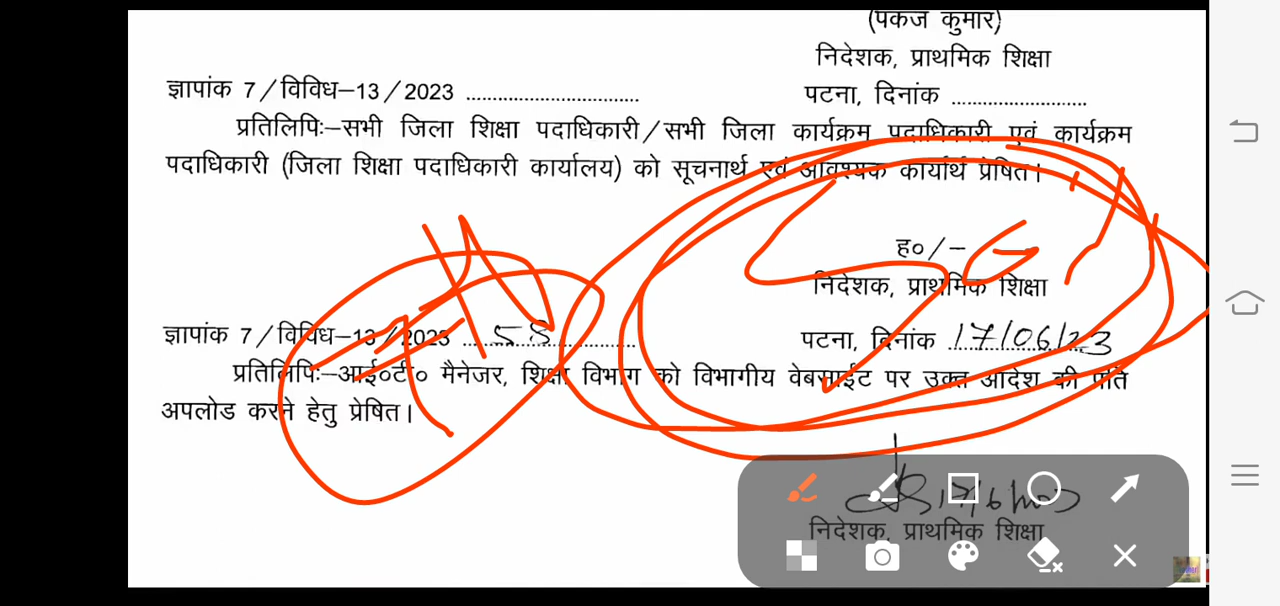 (पंकज कुमार)
निदेशक, प्राथमिक शिक्षा
ज्ञापांक 7/विविध–13/2023 ............................... पटना, दिनांक ........................
प्रतिलिपिः–सभी जिला शिक्षा पदाधिकारी/सभी जिला कार्यक्रम पदाधिकारी एवं कार्यक्रम
पदाधिकारी (जिला शिक्षा पदाधिकारी कार्यालय) को सूचनार्थ एवं आवश्यक कार्यार्थ प्रेषित।
ह०/–
निदेशक, प्राथमिक शिक्षा
ज्ञापांक 7/विविध–13/2023 ....58.... पटना, दिनांक 17/06/23
प्रतिलिपिः–आई०टी० मैनेजर, शिक्षा विभाग को विभागीय वेबसाईट पर उक्त आदेश की प्रति
अपलोड करने हेतु प्रेषित।
निदेशक, प्राथमिक शिक्षा